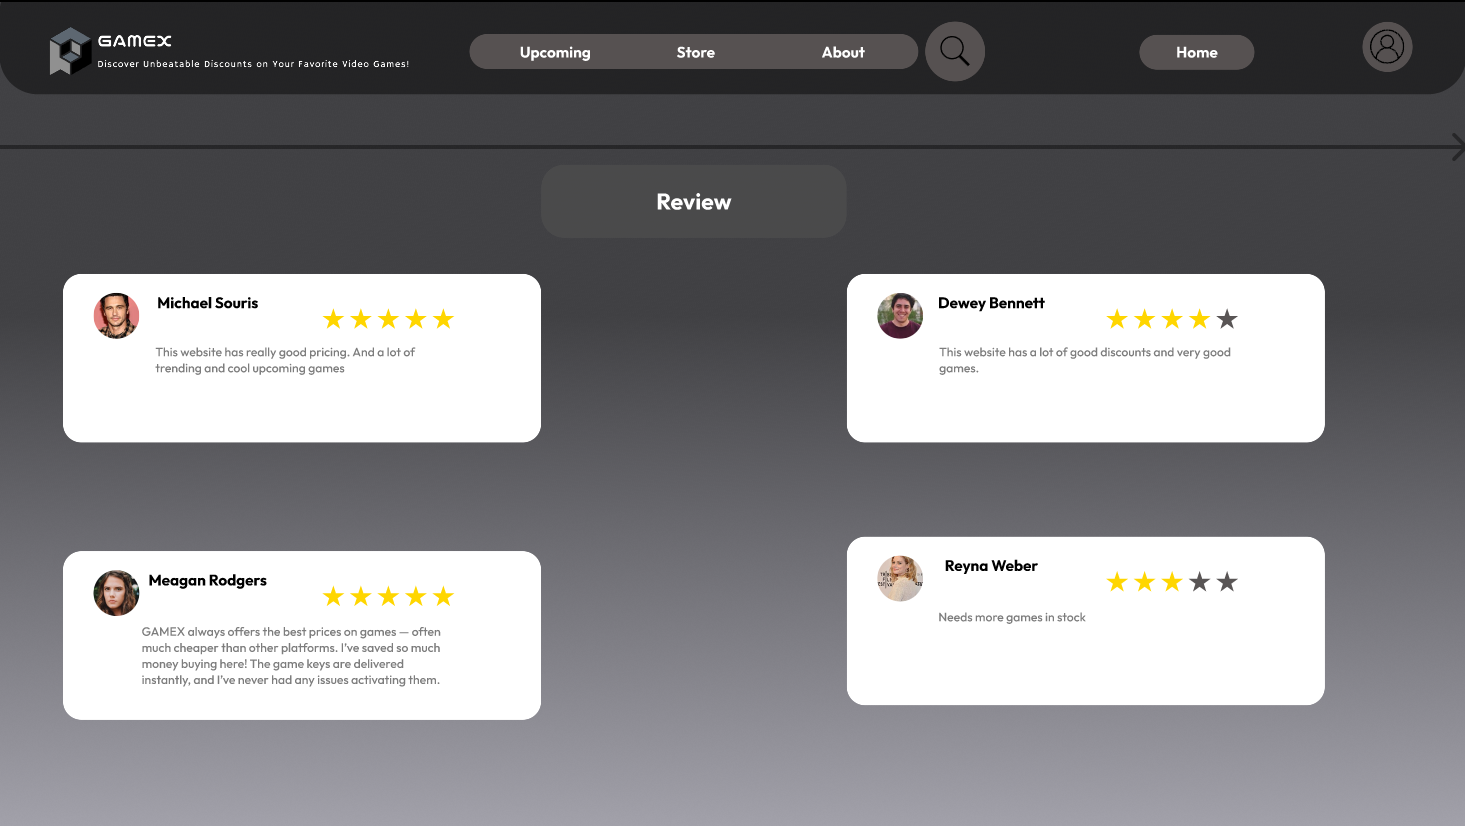 GAMEX
Discover Unbeatable Discounts on Your Favorite Video Games!
Upcoming
Store
About
Home
Review
Michael Souris
This website has really good pricing. And a lot of
trending and cool upcoming games
Dewey Bennett
This website has a lot of good discounts and very good
games.
Meagan Rodgers
GAMEX always offers the best prices on games — often
much cheaper than other platforms. I've saved so much
money buying here! The game keys are delivered
instantly, and I've never had any issues activating them.
Reyna Weber
Needs more games in stock